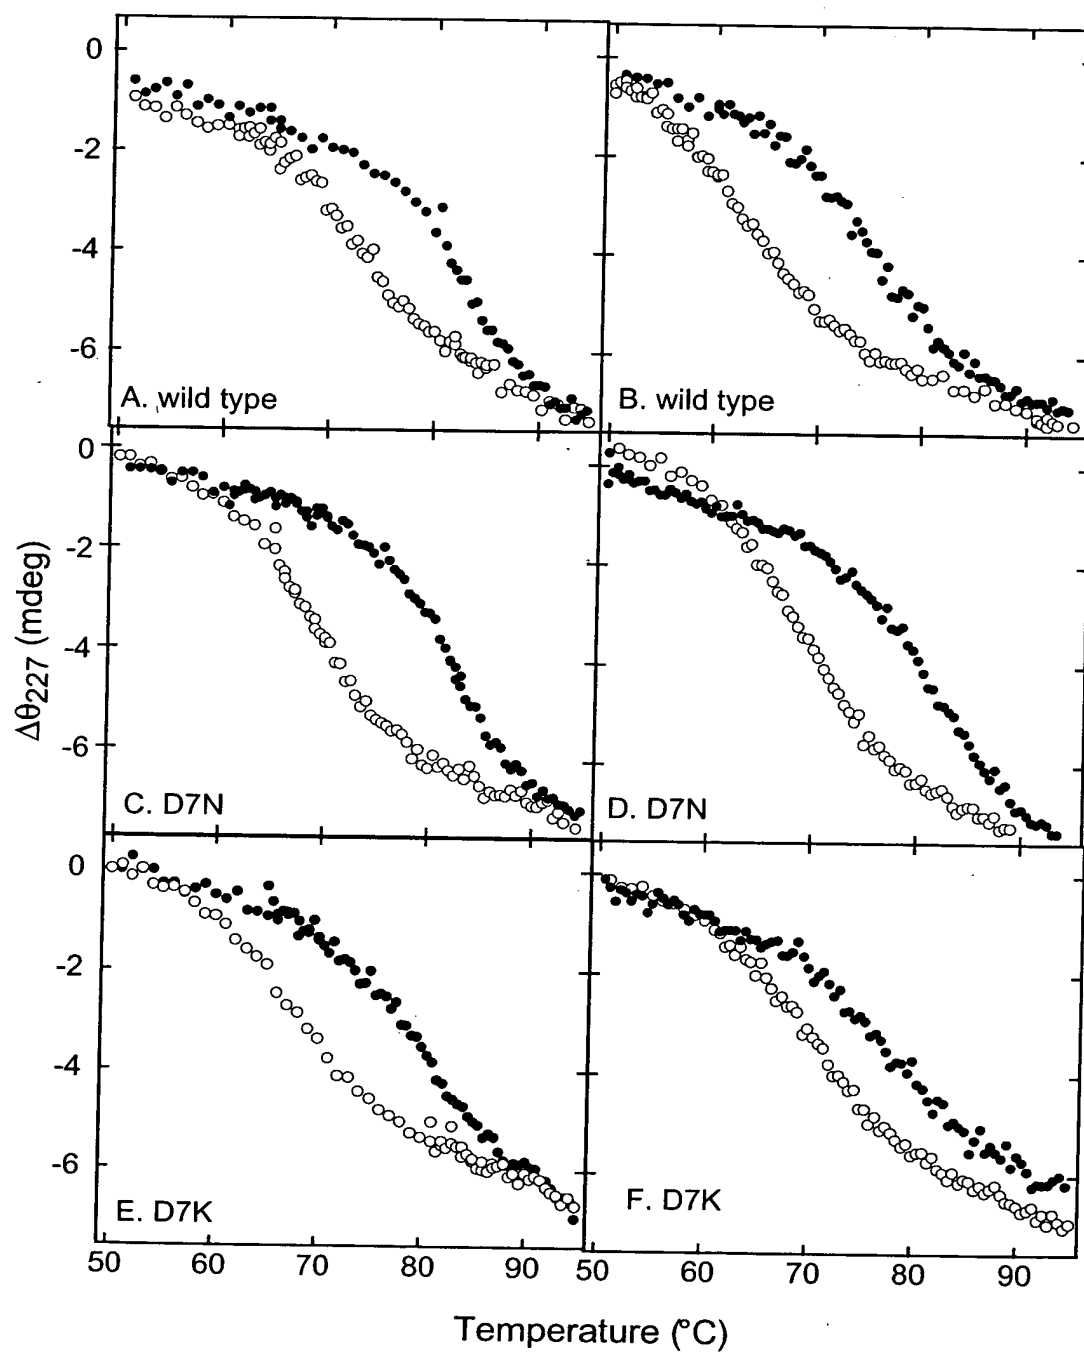 0
-2
-4
-6
A. wild type
B. wild type
0
-2
-4
-6
C. D7N
D. D7N
Δθ227 (mdeg)
0
-2
-4
-6
E. D7K
F. D7K
50 60 70 80 90 50 60 70 80 90
Temperature (°C)